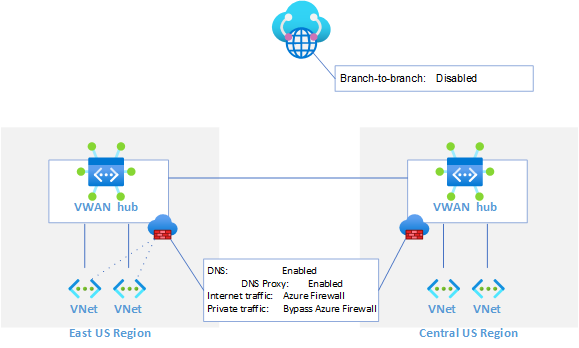 Branch-to-branch: Disabled
VWAN hub
VWAN hub
DNS: Enabled
DNS Proxy: Enabled
Internet traffic: Azure Firewall
Private traffic: Bypass Azure Firewall
VNet
VNet
VNet
VNet
East US Region
Central US Region